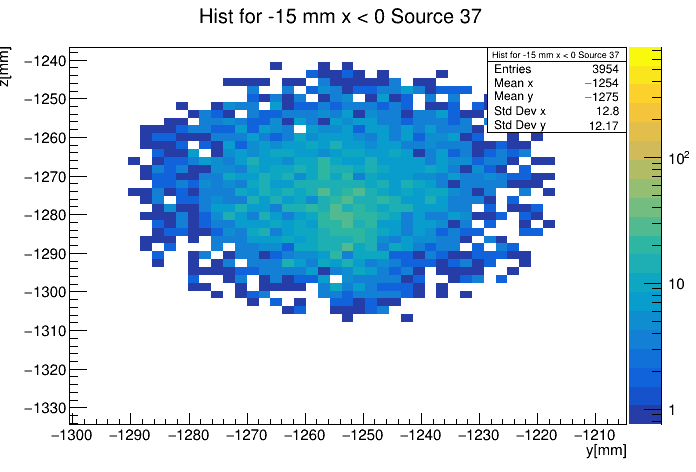 Hist for -15 mm x < 0 Source 37
z[mm]
Hist for -15 mm x < 0 Source 37
Entries 3954
Mean x −1254
Mean y −1275
Std Dev x 12.8
Std Dev y 12.17
−1240
−1250
−1260
−1270
−1280
−1290
−1300
−1310
−1320
−1330
10²
10
1
−1300 −1290 −1280 −1270 −1260 −1250 −1240 −1230 −1220 −1210
y[mm]